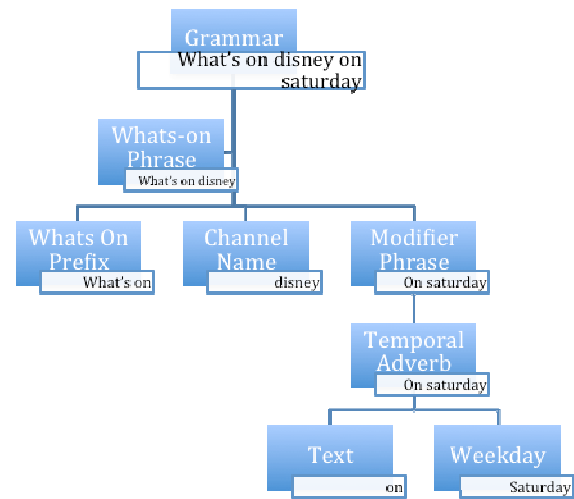 Grammar
What's on disney on
saturday
Whats-on
Phrase
What's on disney
Whats On
Prefix
What's on
Channel
Name
disney
Modifier
Phrase
On saturday
Temporal
Adverb
On saturday
Text
on
Weekday
Saturday